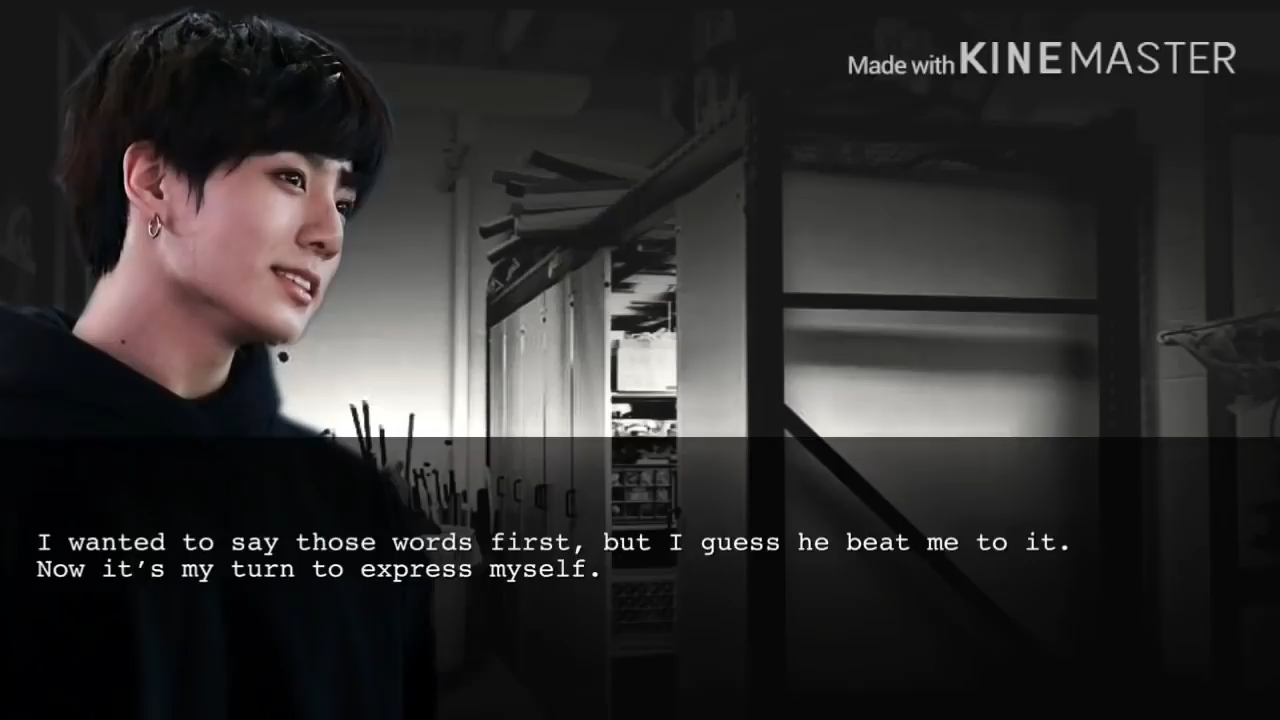 Made with KINEMASTER
I wanted to say those words first, but I guess he beat me to it.
Now it's my turn to express myself.